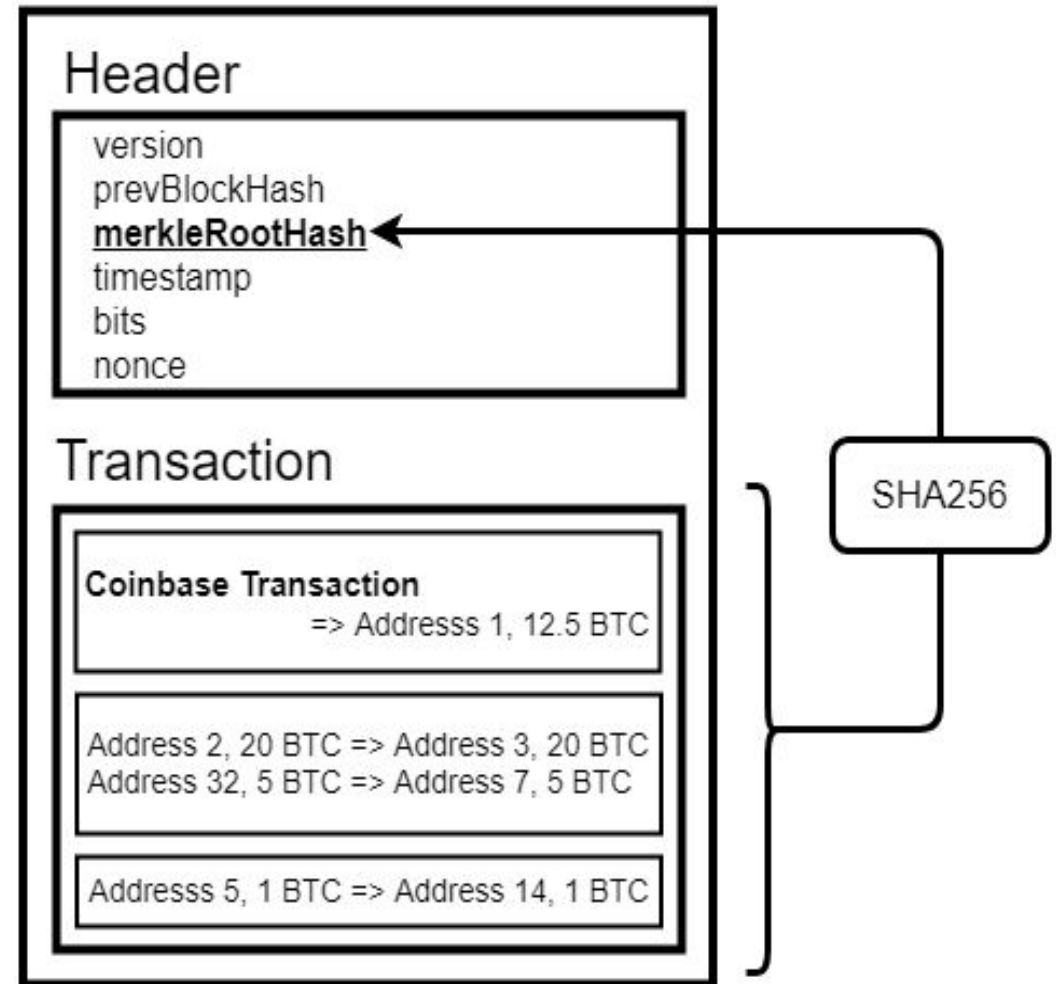 Header
version
prevBlockHash
merkleRootHash
timestamp
bits
nonce
Transaction
SHA256
Coinbase Transaction
=> Addresss 1, 12.5 BTC
Address 2, 20 BTC => Address 3, 20 BTC
Address 32, 5 BTC => Address 7, 5 BTC
Addresss 5, 1 BTC => Address 14, 1 BTC